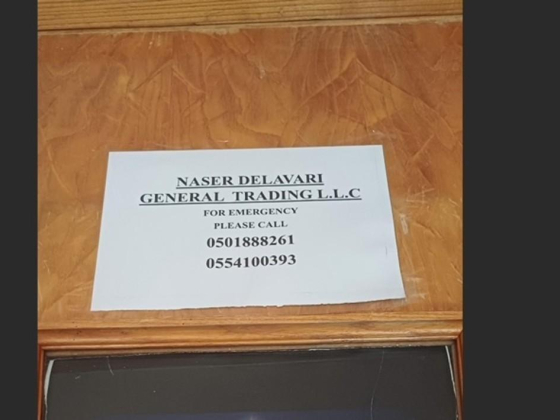 NASER DELAVARI
GENERAL TRADING L.L.C
FOR EMERGENCY
PLEASE CALL
0501888261
0554100393